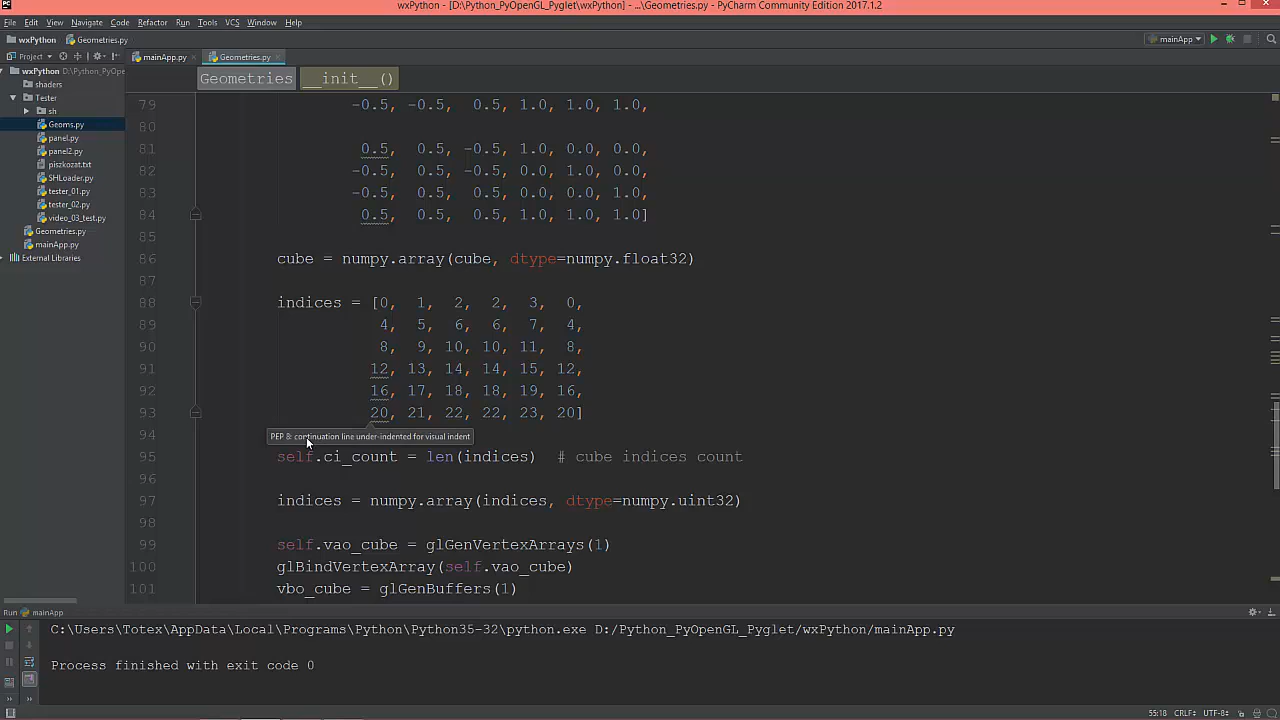 wxPython - [D:\Python_PyOpenGL_Pyglet\wxPython] - ...\Geometries.py - PyCharm Community Edition 2017.1.2
File Edit View Navigate Code Refactor Run Tools VCS Window Help
wxPython Geometries.py mainApp
Project mainApp.py Geometries.py
wxPython D:\Python_PyOpe
shaders
Tester
sh
Geoms.py
panel.py
panel2.py
piszkozat.txt
SHLoader.py
tester_01.py
tester_02.py
video_03_test.py
Geometries.py
mainApp.py
External Libraries
Geometries __init__()
79 -0.5, -0.5, 0.5, 1.0, 1.0, 1.0,
80
81 0.5, 0.5, -0.5, 1.0, 0.0, 0.0,
82 -0.5, 0.5, -0.5, 0.0, 1.0, 0.0,
83 -0.5, 0.5, 0.5, 0.0, 0.0, 1.0,
84 0.5, 0.5, 0.5, 1.0, 1.0, 1.0]
85
86 cube = numpy.array(cube, dtype=numpy.float32)
87
88 indices = [0, 1, 2, 2, 3, 0,
89 4, 5, 6, 6, 7, 4,
90 8, 9, 10, 10, 11, 8,
91 12, 13, 14, 14, 15, 12,
92 16, 17, 18, 18, 19, 16,
93 20, 21, 22, 22, 23, 20]
94
PEP 8: continuation line under-indented for visual indent
95 self.ci_count = len(indices) # cube indices count
96
97 indices = numpy.array(indices, dtype=numpy.uint32)
98
99 self.vao_cube = glGenVertexArrays(1)
100 glBindVertexArray(self.vao_cube)
101 vbo_cube = glGenBuffers(1)
Run mainApp
C:\Users\Totex\AppData\Local\Programs\Python\Python35-32\python.exe D:/Python_PyOpenGL_Pyglet/wxPython/mainApp.py
Process finished with exit code 0
55:18 CRLF÷ UTF-8÷